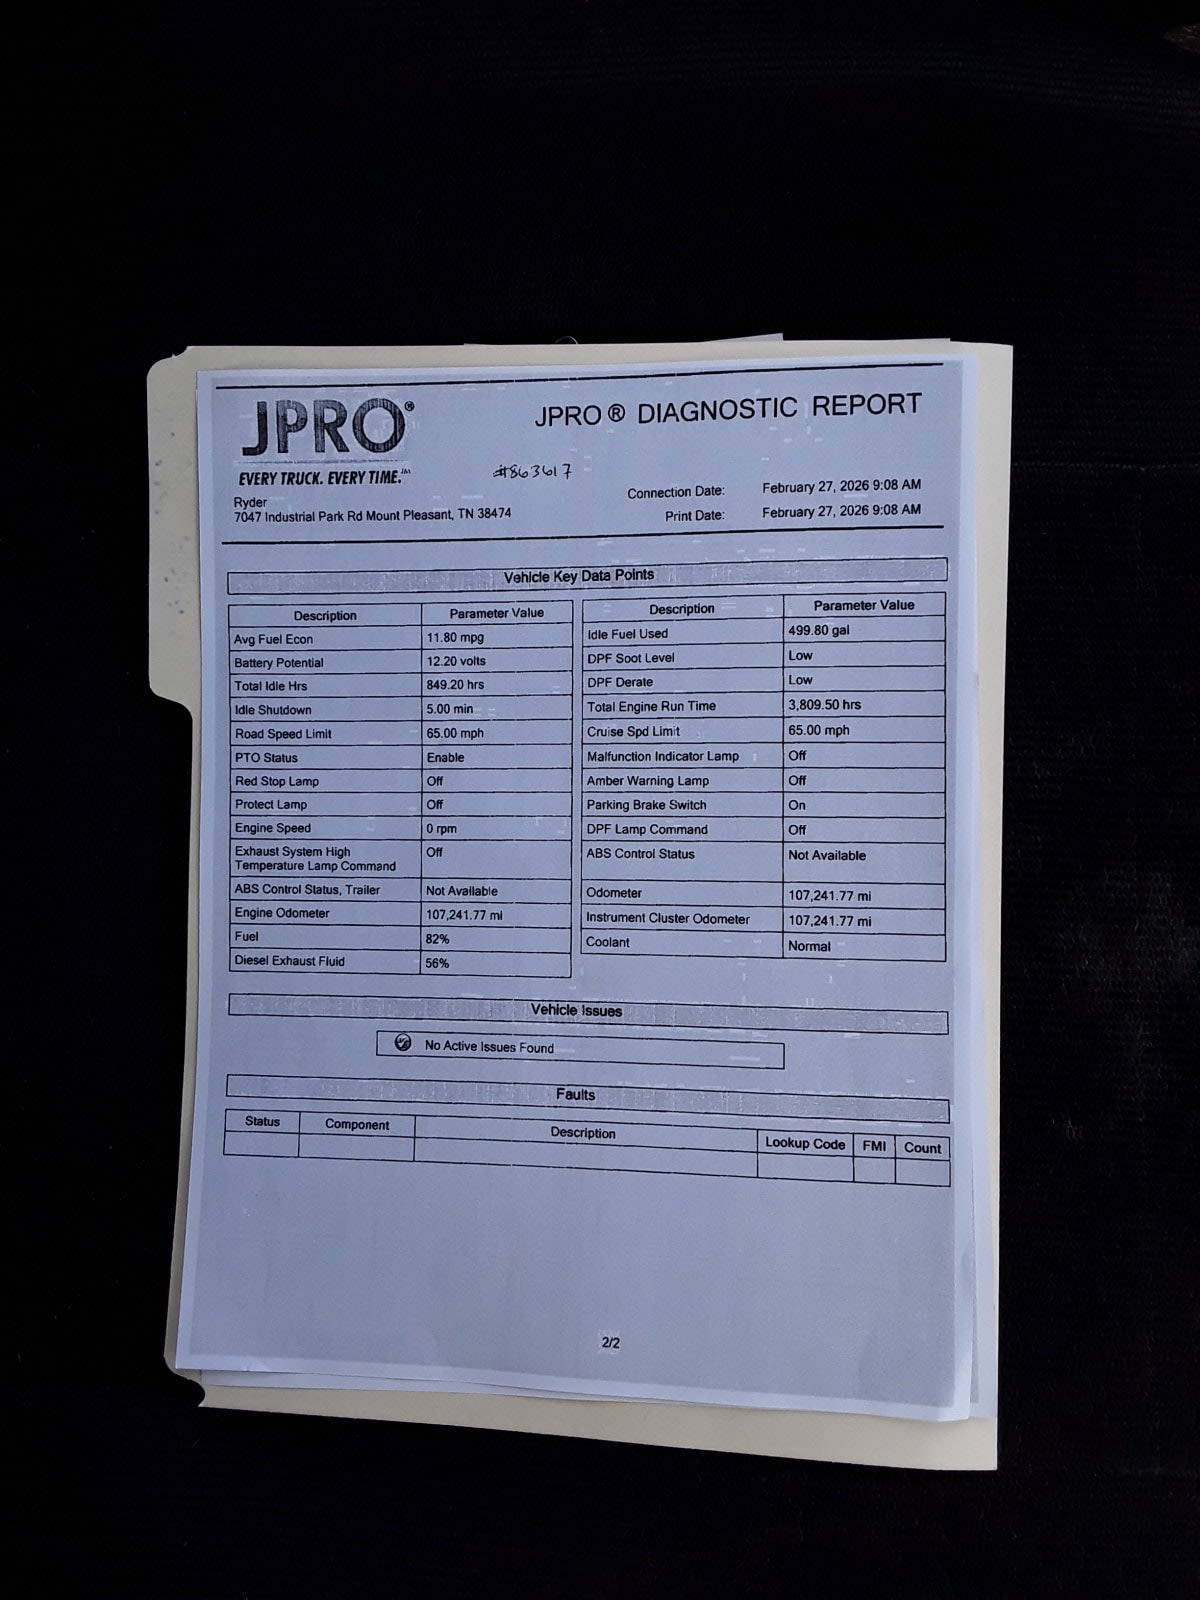 JPRO®
JPRO® DIAGNOSTIC REPORT
EVERY TRUCK. EVERY TIME.™
#863617
Ryder
7047 Industrial Park Rd Mount Pleasant, TN 38474
Connection Date: February 27, 2026 9:08 AM
Print Date: February 27, 2026 9:08 AM
Vehicle Key Data Points
Description Parameter Value
Avg Fuel Econ 11.80 mpg
Battery Potential 12.20 volts
Total Idle Hrs 849.20 hrs
Idle Shutdown 5.00 min
Road Speed Limit 65.00 mph
PTO Status Enable
Red Stop Lamp Off
Protect Lamp Off
Engine Speed 0 rpm
Exhaust System High Off
Temperature Lamp Command
ABS Control Status, Trailer Not Available
Engine Odometer 107,241.77 mi
Fuel 82%
Diesel Exhaust Fluid 56%
Description Parameter Value
Idle Fuel Used 499.80 gal
DPF Soot Level Low
DPF Derate Low
Total Engine Run Time 3,809.50 hrs
Cruise Spd Limit 65.00 mph
Malfunction Indicator Lamp Off
Amber Warning Lamp Off
Parking Brake Switch On
DPF Lamp Command Off
ABS Control Status Not Available
Odometer 107,241.77 mi
Instrument Cluster Odometer 107,241.77 mi
Coolant Normal
Vehicle Issues
No Active Issues Found
Faults
Status Component Description Lookup Code FMI Count
2/2